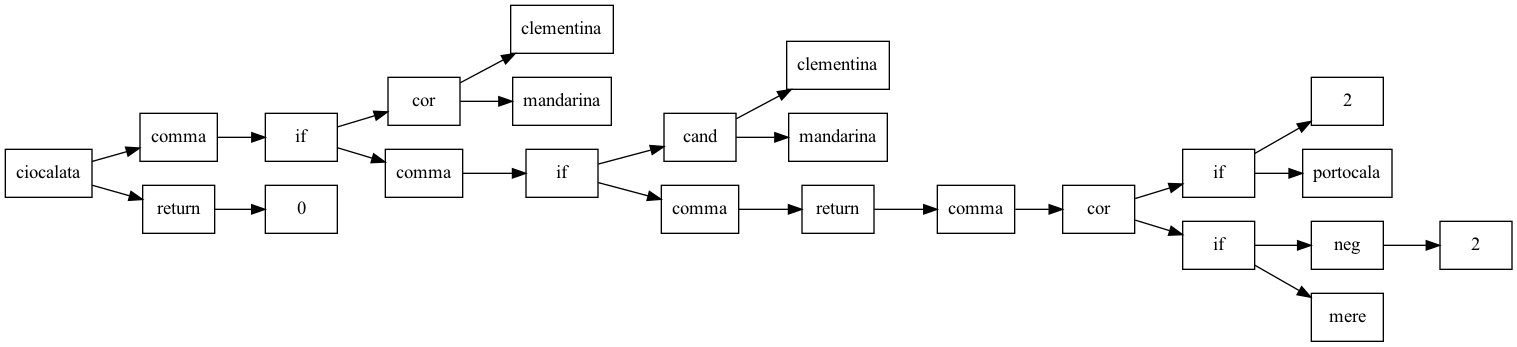 clementina
clementina
cor
mandarina
2
comma
if
cand
mandarina
ciocalata
comma
if
if
portocala
return
0
comma
return
comma
cor
if
neg
2
mere